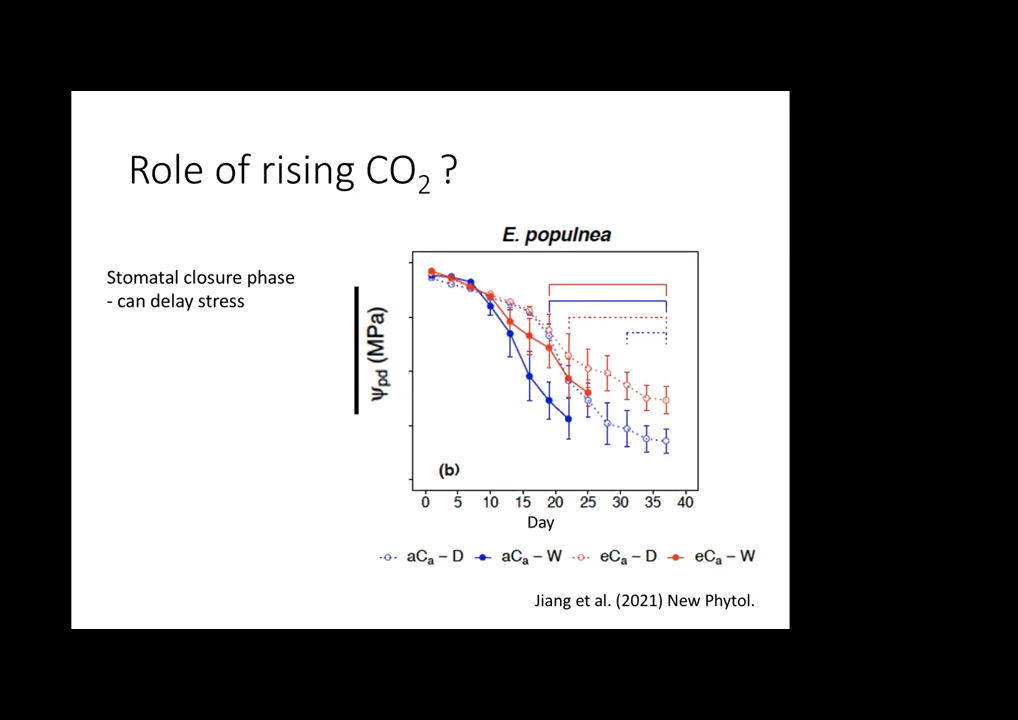 Role of rising CO2 ?
Stomatal closure phase
- can delay stress
E. populnea
Ψpd (MPa)
(b)
0 5 10 15 20 25 30 35 40
Day
aCa – D aCa – W eCa – D eCa – W
Jiang et al. (2021) New Phytol.